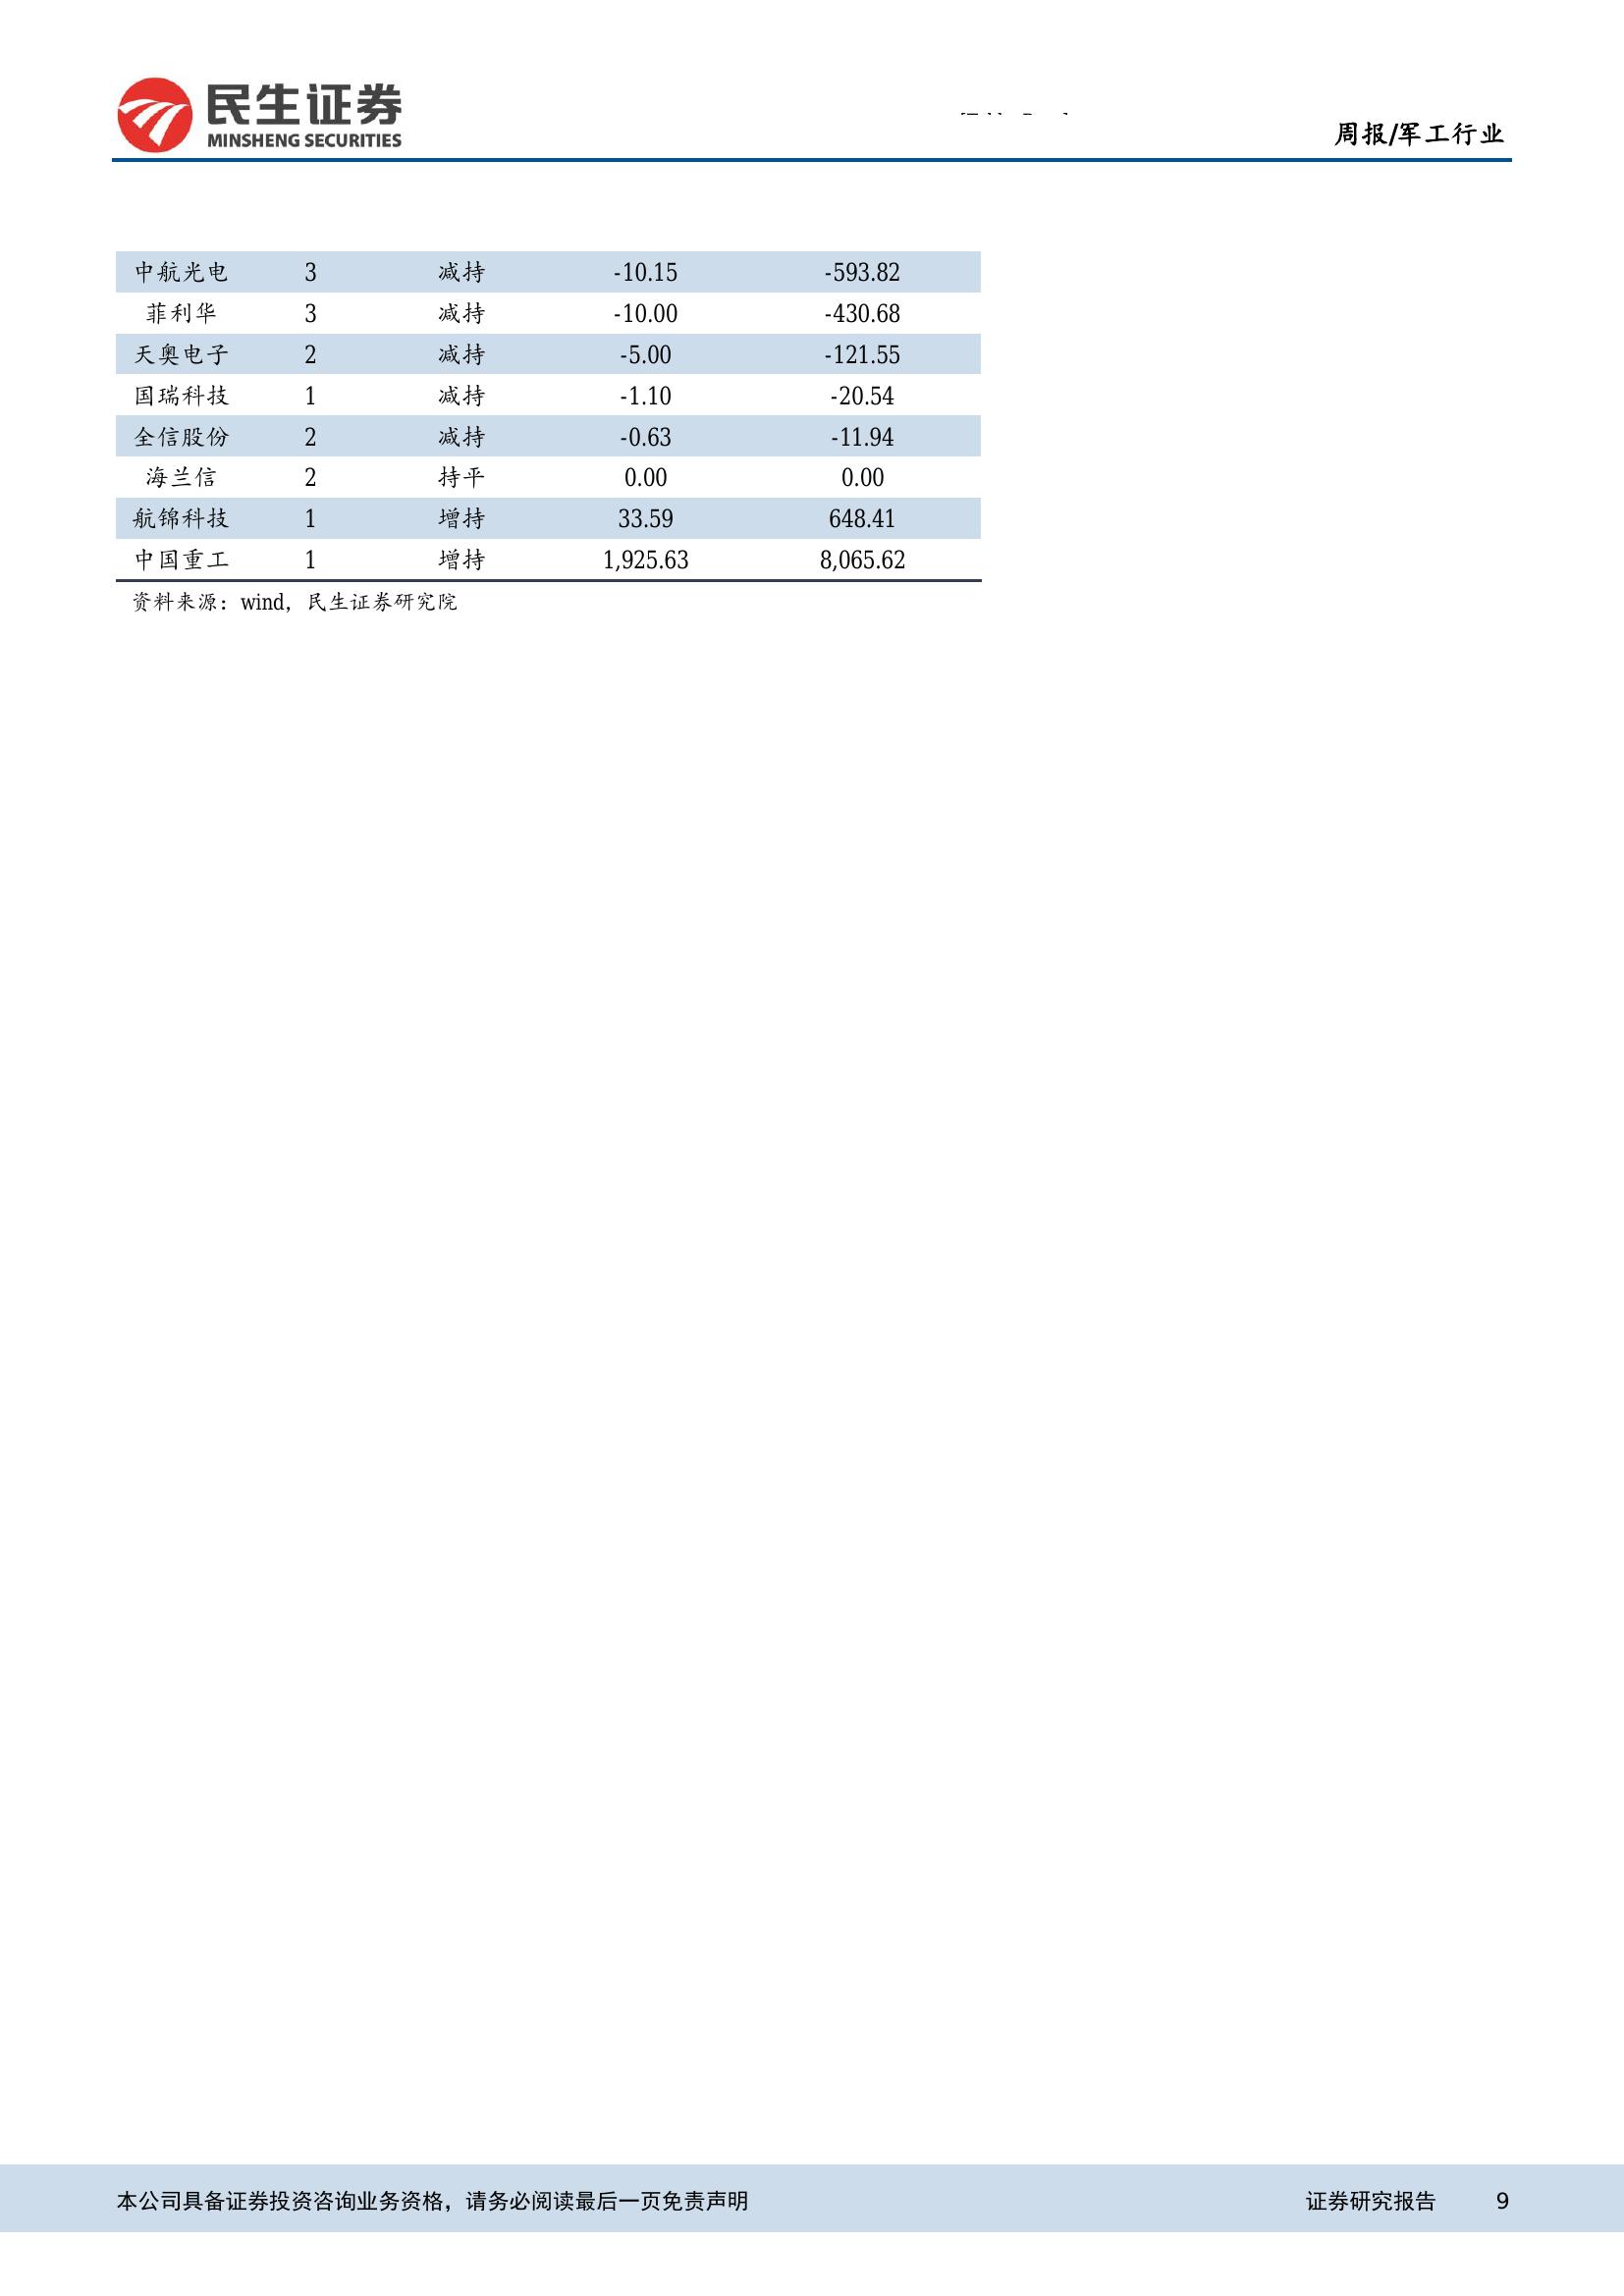 民生证券
MINSHENG SECURITIES
周报/军工行业
中航光电 3 减持 -10.15 -593.82
菲利华 3 减持 -10.00 -430.68
天奥电子 2 减持 -5.00 -121.55
国瑞科技 1 减持 -1.10 -20.54
全信股份 2 减持 -0.63 -11.94
海兰信 2 持平 0.00 0.00
航锦科技 1 增持 33.59 648.41
中国重工 1 增持 1,925.63 8,065.62
资料来源：wind，民生证券研究院
本公司具备证券投资咨询业务资格，请务必阅读最后一页免责声明 证券研究报告 9